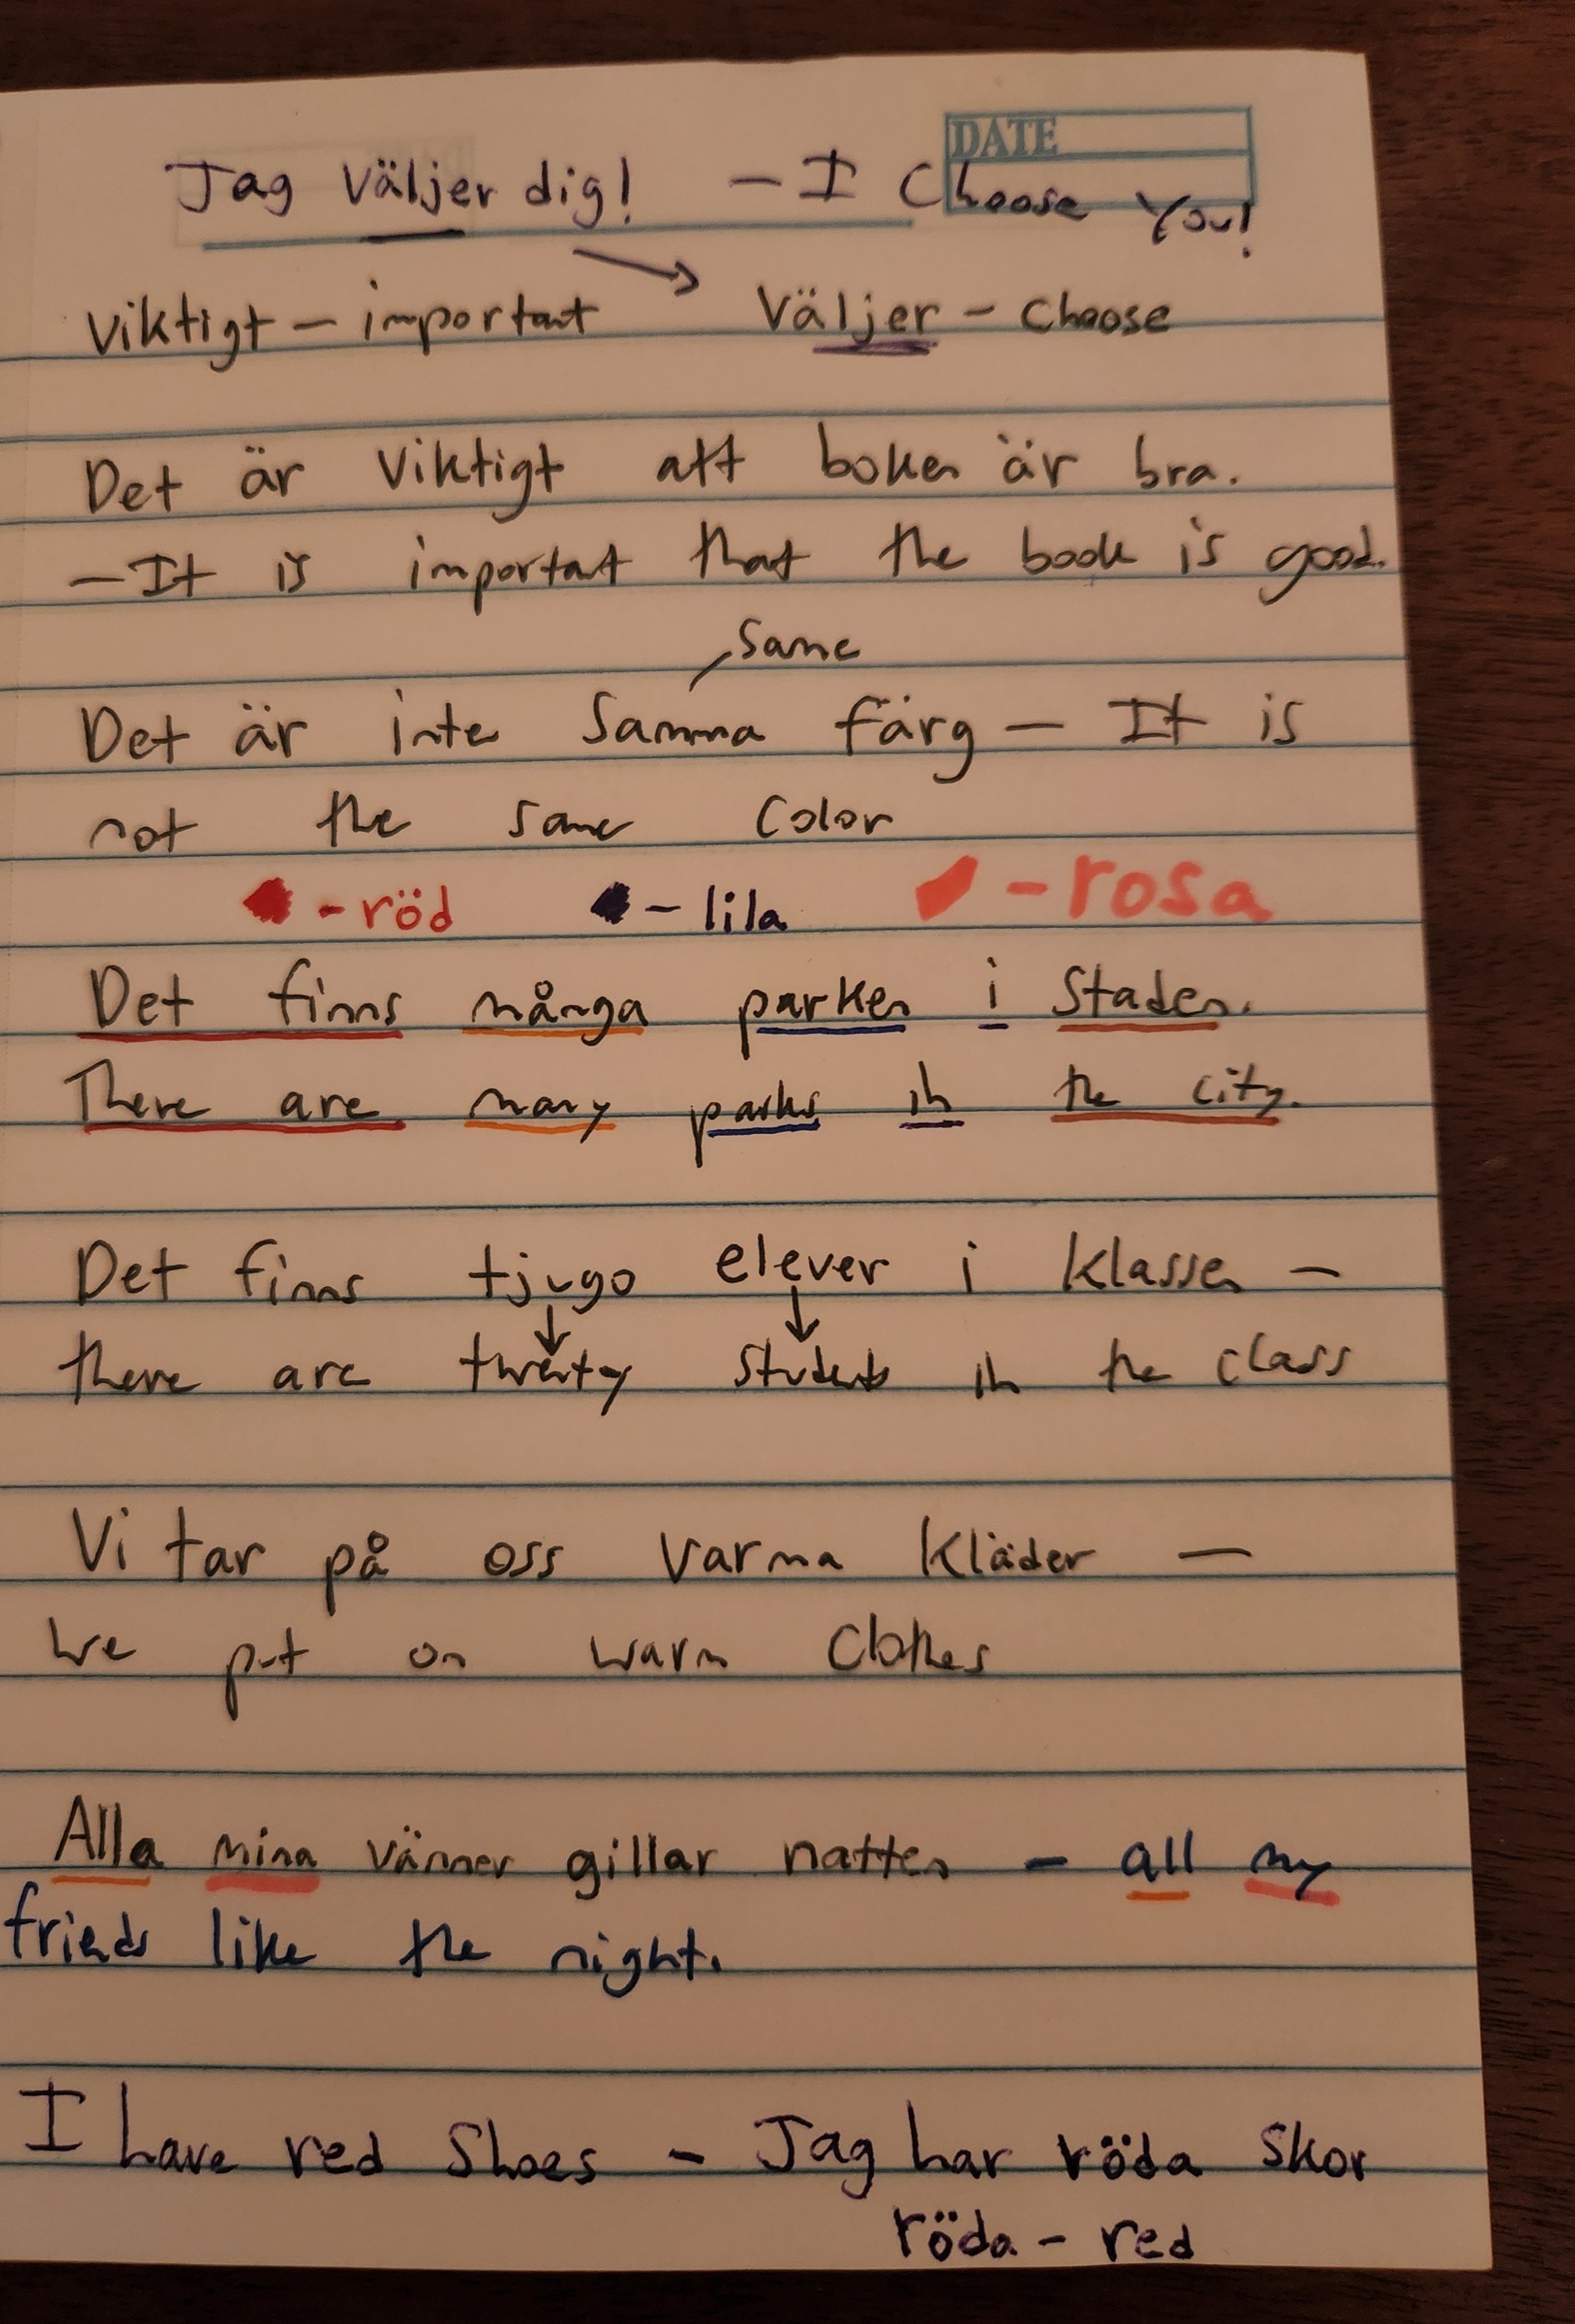 DATE
Jag väljer dig! - I Choose You!
viktigt - important Väljer - Choose
Det är viktigt att boken är bra.
- It is important that the book is good.
Same
Det är inte Samma färg - It is
not the same Color
-röd - lila - rosa
Det finns många parker i Staden.
There are many parks in the city.
Det finns tjugo elever i klassen -
there are twenty Students in the class
Vi tar på oss varma kläder -
we put on warm Clothes
Alla mina vänner gillar natten - all my
friends like the night.
I have red Shoes - Jag har röda skor
röda - red